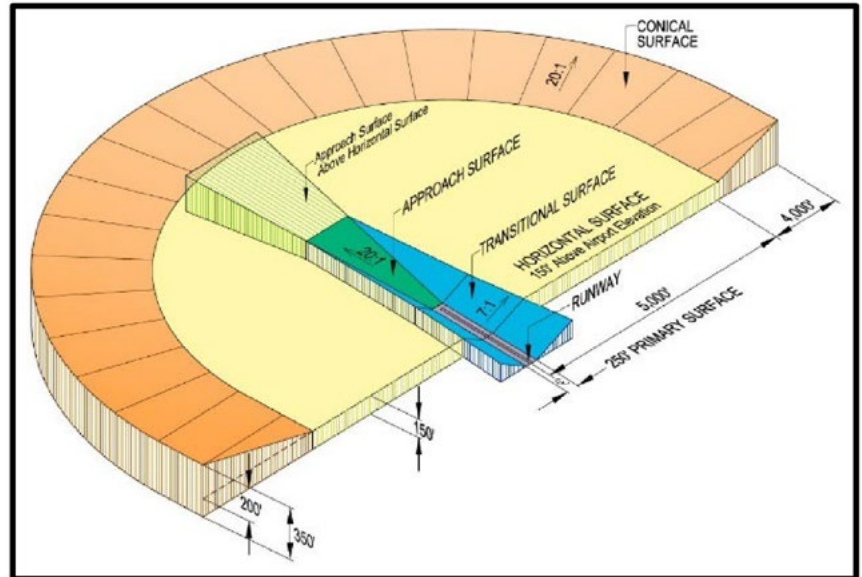 CONICAL
SURFACE
20:1
Approach Surface
Above Horizontal Surface
APPROACH SURFACE
TRANSITIONAL SURFACE
HORIZONTAL SURFACE
150' Above Airport Elevation
4,000'
20:1
7:1
RUNWAY
5,000'
250' PRIMARY SURFACE
150'
200'
350'